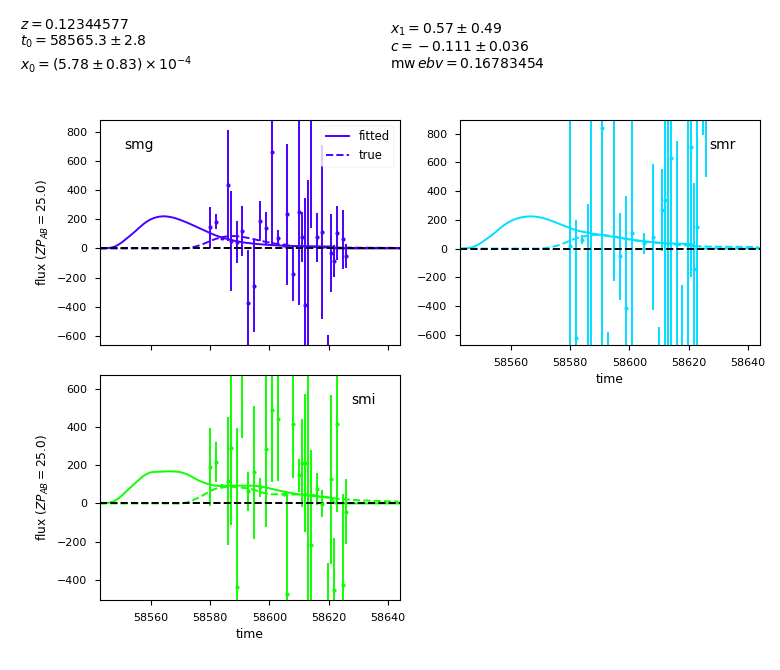 z = 0.12344577
t₀ = 58565.3 ± 2.8
x₀ = (5.78 ± 0.83) × 10⁻⁴
x₁ = 0.57 ± 0.49
c = −0.111 ± 0.036
mw ebv = 0.16783454
smg
fitted
true
800
600
400
200
0
−200
−400
−600
flux (ZP_AB = 25.0)
smr
800
600
400
200
0
−200
−400
−600
58560 58580 58600 58620 58640
time
smi
600
400
200
0
−200
−400
flux (ZP_AB = 25.0)
58560 58580 58600 58620 58640
time